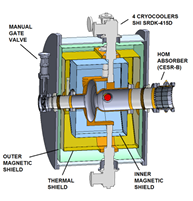 4 CRYOCOOLERS
SHI SRDK-415D
MANUAL
GATE
VALVE
HOM
ABSORBER
(CESR-B)
OUTER
MAGNETIC
SHIELD
THERMAL
SHIELD
INNER
MAGNETIC
SHIELD